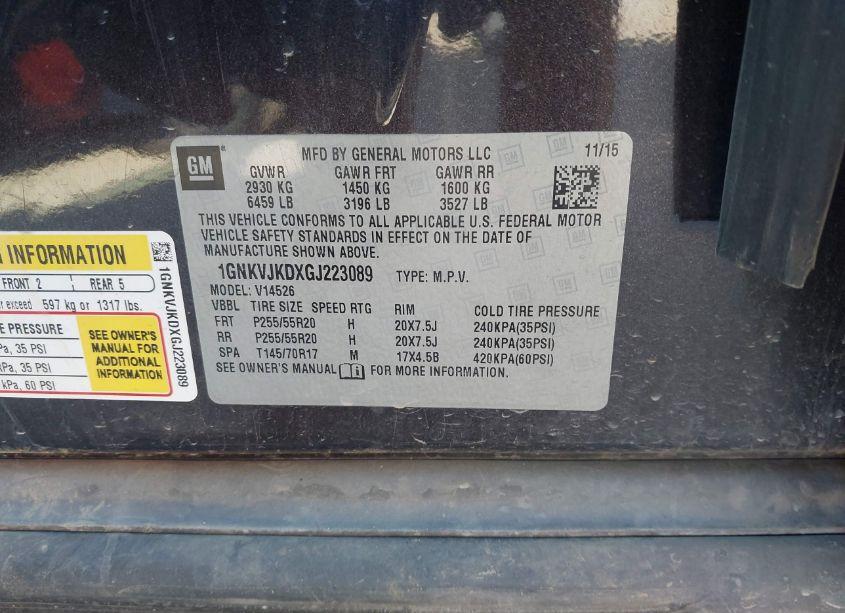 GM
MFD BY GENERAL MOTORS LLC 11/15
GVWR GAWR FRT GAWR RR
2930 KG 1450 KG 1600 KG
6459 LB 3196 LB 3527 LB
THIS VEHICLE CONFORMS TO ALL APPLICABLE U.S. FEDERAL MOTOR
VEHICLE SAFETY STANDARDS IN EFFECT ON THE DATE OF
MANUFACTURE SHOWN ABOVE.
1GNKVJKDXGJ223089 TYPE: M.P.V.
MODEL: V14526
VBBL TIRE SIZE SPEED RTG RIM COLD TIRE PRESSURE
FRT P255/55R20 H 20X7.5J 240KPA(35PSI)
RR P255/55R20 H 20X7.5J 240KPA(35PSI)
SPA T145/70R17 M 17X4.5B 420KPA(60PSI)
SEE OWNER'S MANUAL FOR MORE INFORMATION.
INFORMATION
FRONT 2 REAR 5
exceed 597 kg or 1317 lbs.
PRESSURE
kPa, 35 PSI
kPa, 35 PSI
kPa, 60 PSI
SEE OWNER'S
MANUAL FOR
ADDITIONAL
INFORMATION
1GNKVJKDXGJ223089